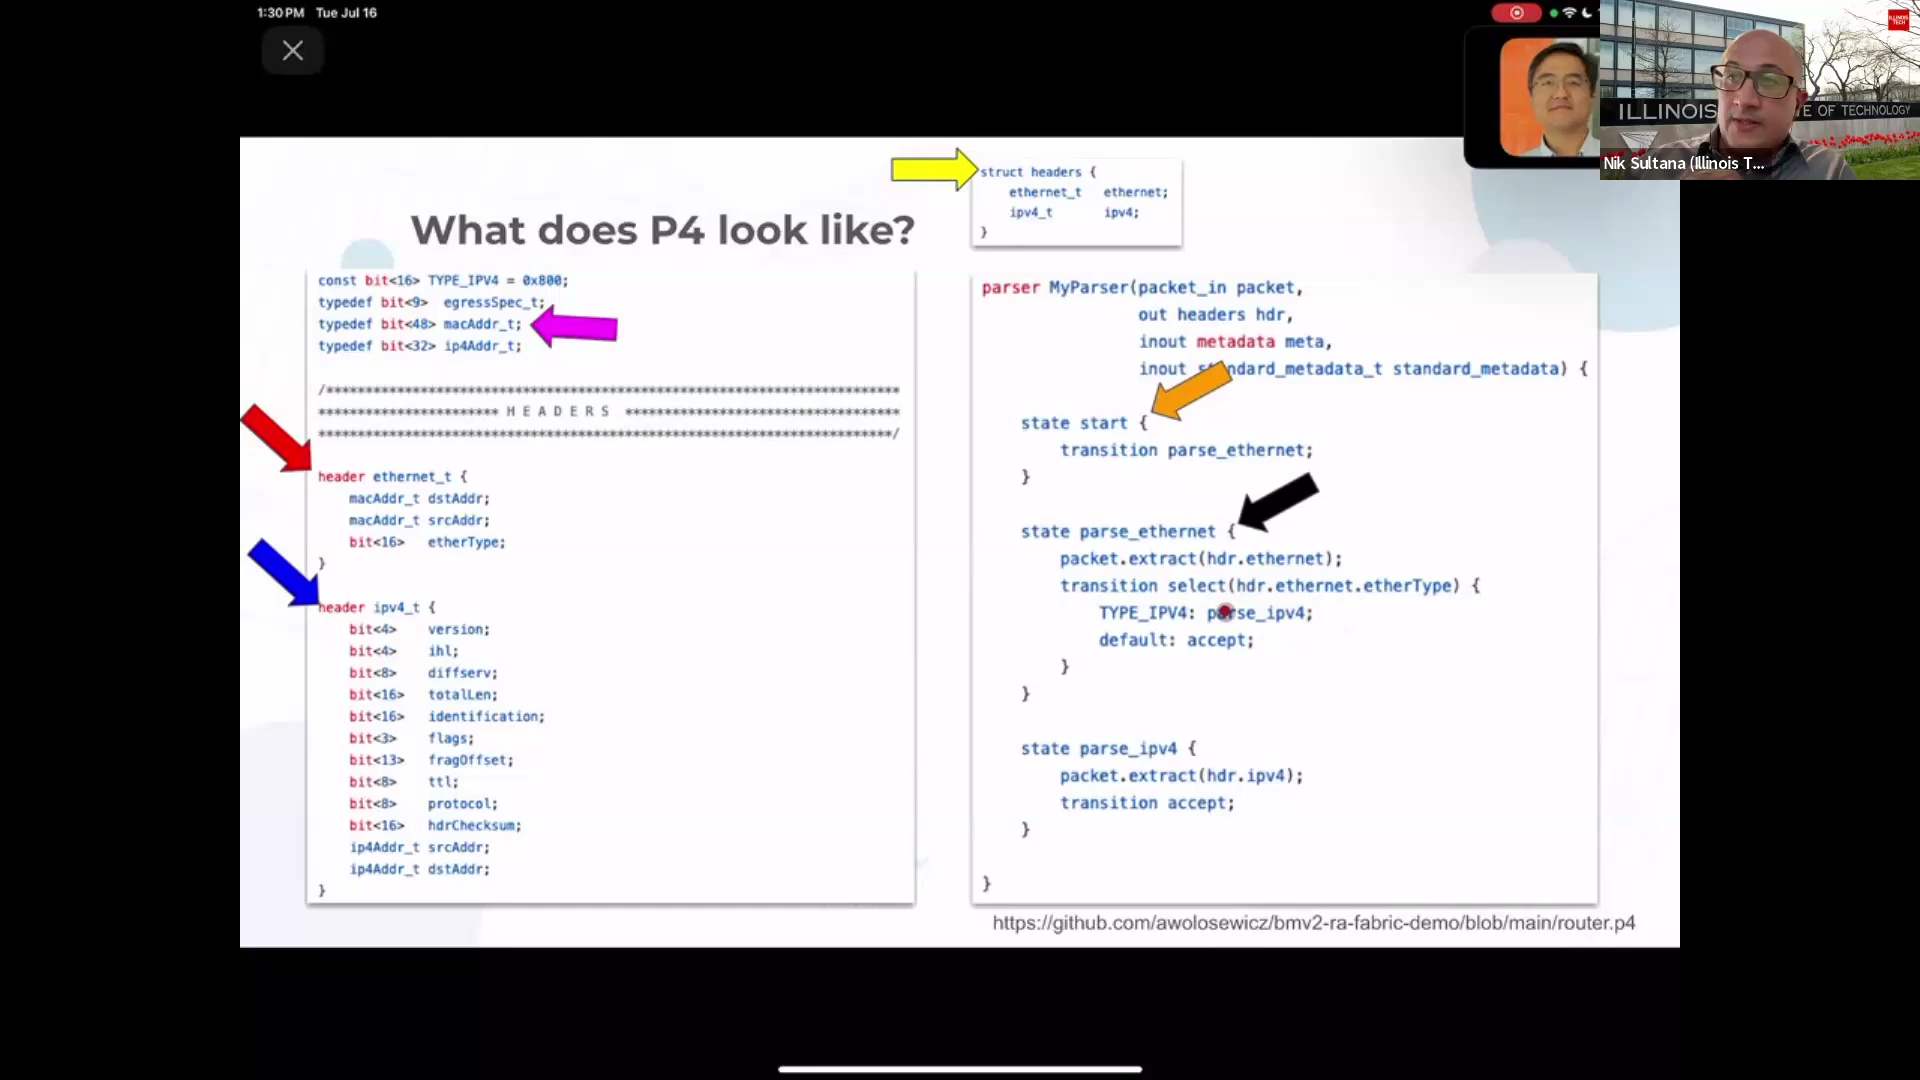 1:30 PM Tue Jul 16
ILLINOIS TECH
ILLINOIS E OF TECHNOLOGY
Nik Sultana (Illinois T...
What does P4 look like?
const bit<16> TYPE_IPV4 = 0x800;
typedef bit<9> egressSpec_t;
typedef bit<48> macAddr_t;
typedef bit<32> ip4Addr_t;
/*************************************************************************
*********************** H E A D E R S ***********************************
*************************************************************************/
header ethernet_t {
macAddr_t dstAddr;
macAddr_t srcAddr;
bit<16> etherType;
}
header ipv4_t {
bit<4> version;
bit<4> ihl;
bit<8> diffserv;
bit<16> totalLen;
bit<16> identification;
bit<3> flags;
bit<13> fragOffset;
bit<8> ttl;
bit<8> protocol;
bit<16> hdrChecksum;
ip4Addr_t srcAddr;
ip4Addr_t dstAddr;
}
struct headers {
ethernet_t ethernet;
ipv4_t ipv4;
}
parser MyParser(packet_in packet,
out headers hdr,
inout metadata meta,
inout standard_metadata_t standard_metadata) {
state start {
transition parse_ethernet;
}
state parse_ethernet {
packet.extract(hdr.ethernet);
transition select(hdr.ethernet.etherType) {
TYPE_IPV4: parse_ipv4;
default: accept;
}
}
state parse_ipv4 {
packet.extract(hdr.ipv4);
transition accept;
}
}
https://github.com/awolosewicz/bmv2-ra-fabric-demo/blob/main/router.p4